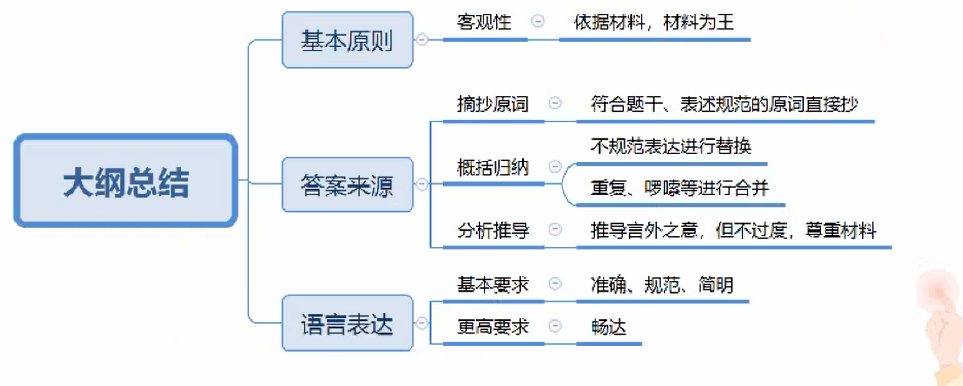 大纲总结
基本原则
客观性
依据材料，材料为王
答案来源
摘抄原词
符合题干、表述规范的原词直接抄
概括归纳
不规范表达进行替换
重复、啰嗦等进行合并
分析推导
推导言外之意，但不过度，尊重材料
语言表达
基本要求
准确、规范、简明
更高要求
畅达